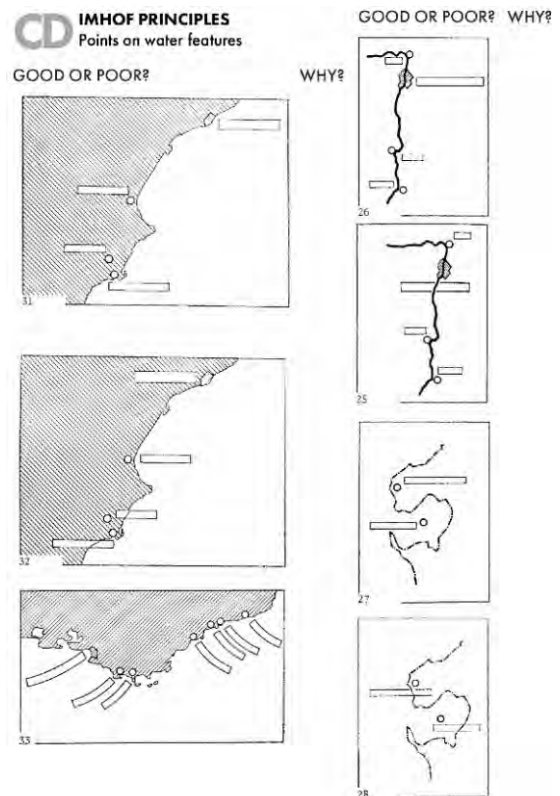 CD
IMHOF PRINCIPLES
Points on water features
GOOD OR POOR? WHY?
31
32
33
GOOD OR POOR? WHY?
26
25
27
28